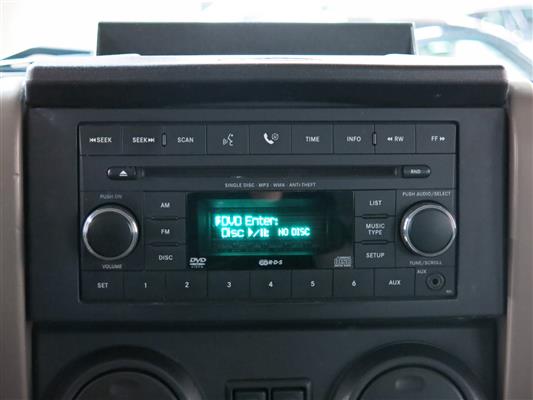 |◄◄SEEK SEEK►►| SCAN TIME INFO ◄◄RW FF►►
RND
SINGLE DISC · MP3 · WMA · ANTI-THEFT
PUSH ON
PUSH AUDIO/SELECT
AM
LIST
DVD Enter:
FM
MUSIC TYPE
Disc ►/II: NO DISC
DISC
SETUP
VOLUME
DVD
R·D·S
disc
TUNE/SCROLL
SET 1 2 3 4 5 6 AUX
AUX